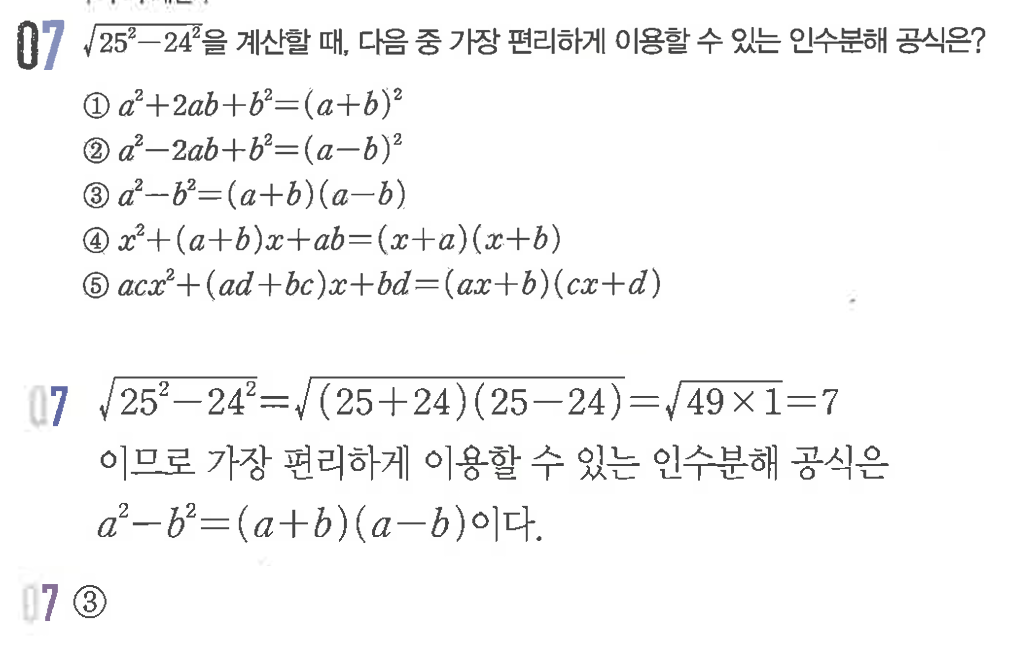 07 √25²−24²을 계산할 때, 다음 중 가장 편리하게 이용할 수 있는 인수분해 공식은?
① a²+2ab+b²=(a+b)²
② a²−2ab+b²=(a−b)²
③ a²−b²=(a+b)(a−b)
④ x²+(a+b)x+ab=(x+a)(x+b)
⑤ acx²+(ad+bc)x+bd=(ax+b)(cx+d)
07 √25²−24²=√(25+24)(25−24)=√49×1=7
이므로 가장 편리하게 이용할 수 있는 인수분해 공식은
a²−b²=(a+b)(a−b)이다.
07 ③